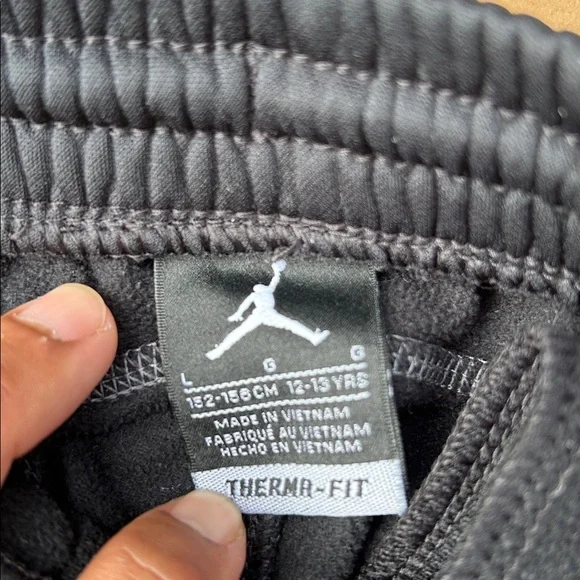 L G G
152-156CM 12-13YRS
MADE IN VIETNAM
FABRIQUÉ AU VIETNAM
HECHO EN VIETNAM
THERMA-FIT